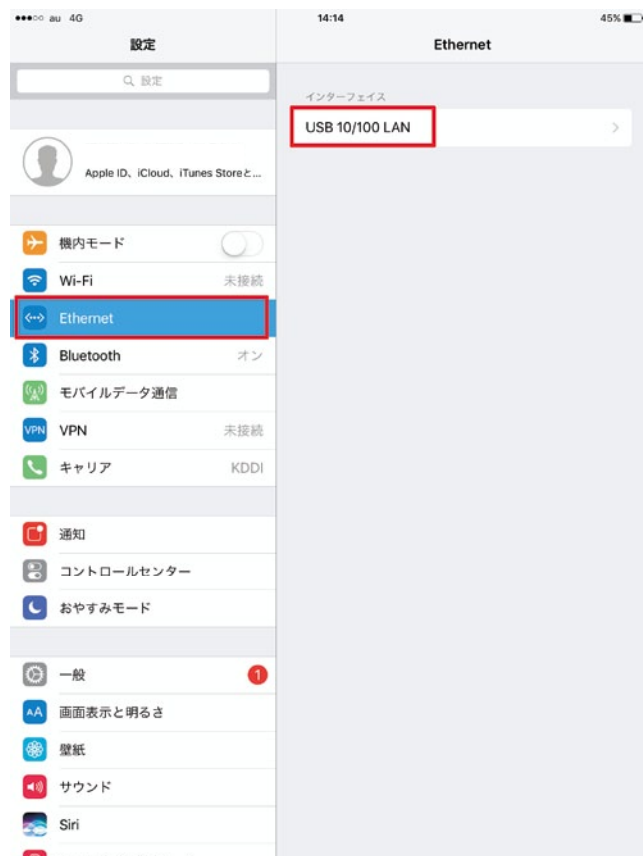 au 4G
14:14
45%
設定
設定
Apple ID、iCloud、iTunes Storeと...
機内モード
Wi-Fi
未接続
Ethernet
Bluetooth
オン
モバイルデータ通信
VPN
VPN
未接続
キャリア
KDDI
通知
コントロールセンター
おやすみモード
一般
1
AA
画面表示と明るさ
壁紙
サウンド
Siri
Ethernet
インターフェイス
USB 10/100 LAN